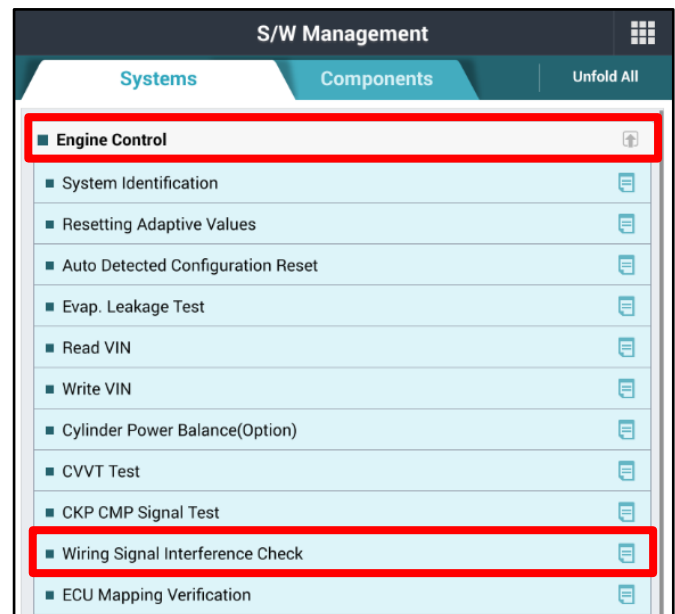 S/W Management
Systems
Components
Unfold All
Engine Control
System Identification
Resetting Adaptive Values
Auto Detected Configuration Reset
Evap. Leakage Test
Read VIN
Write VIN
Cylinder Power Balance(Option)
CVVT Test
CKP CMP Signal Test
Wiring Signal Interference Check
ECU Mapping Verification